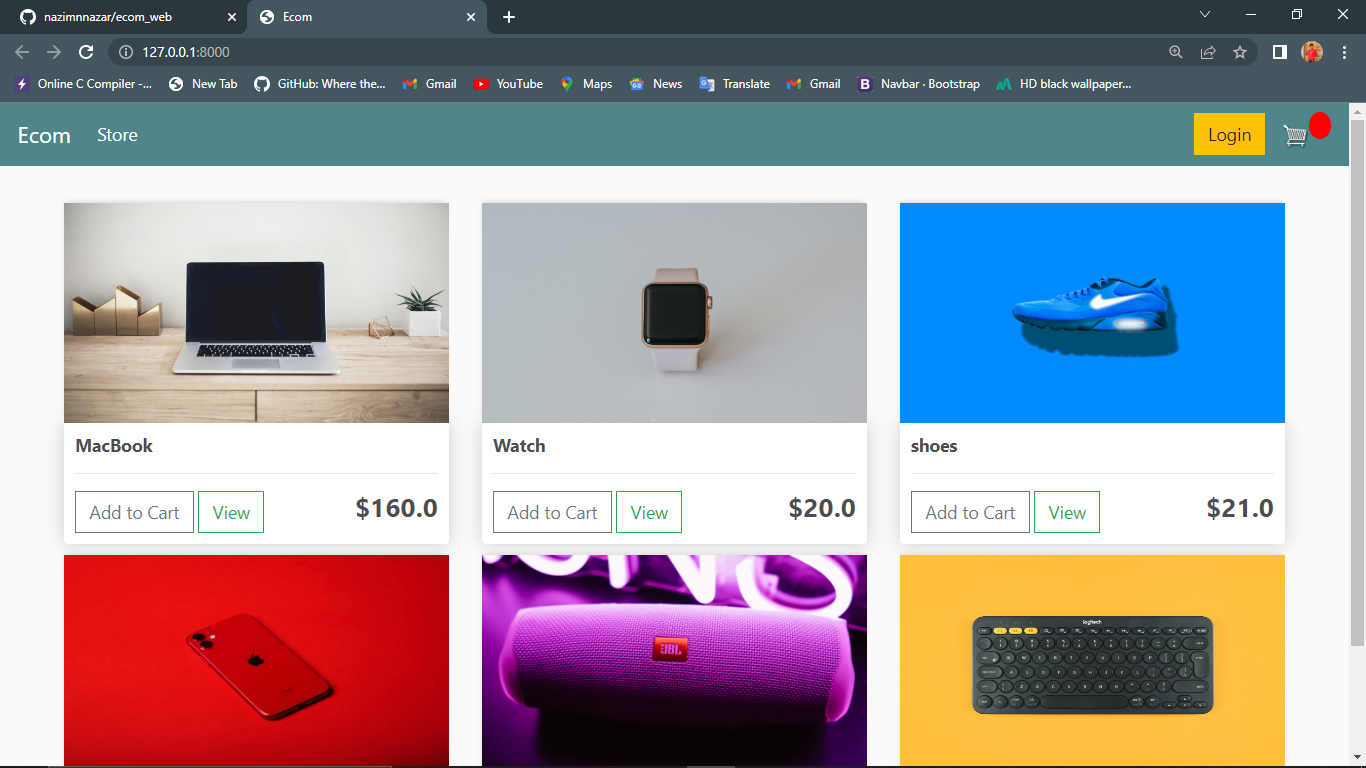 nazimnnazar/ecom_web
Ecom
127.0.0.1:8000
Online C Compiler -...
New Tab
GitHub: Where the...
Gmail
YouTube
Maps
News
Translate
Gmail
B
Navbar · Bootstrap
HD black wallpaper...
Ecom
Store
Login
MacBook
Add to Cart
View
$160.0
Watch
Add to Cart
View
$20.0
shoes
Add to Cart
View
$21.0
JBL
logitech